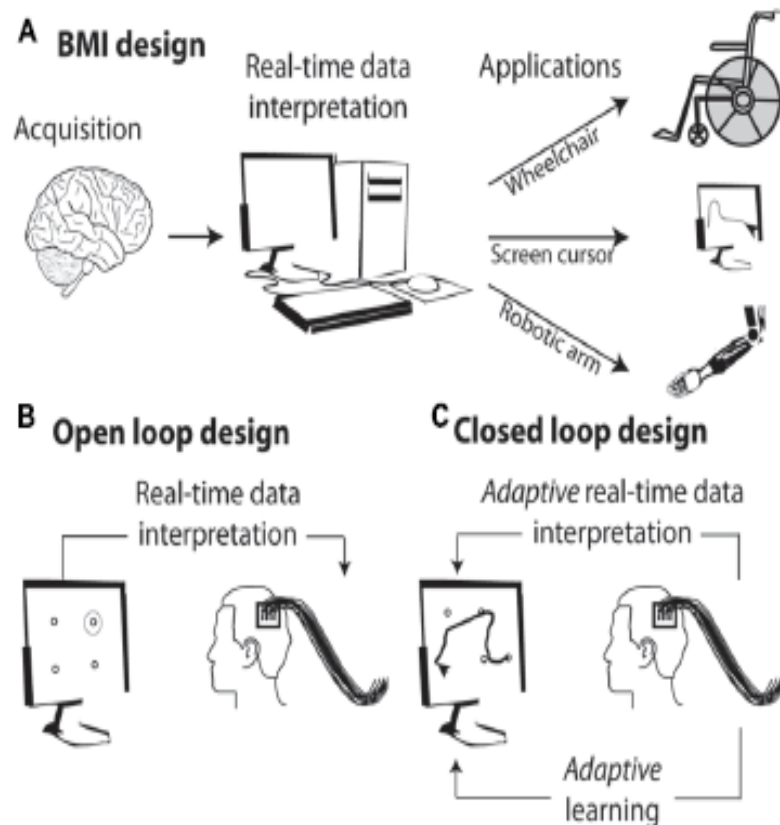 A BMI design
Acquisition
Real-time data
interpretation
Applications
Wheelchair
Screen cursor
Robotic arm
B Open loop design
Real-time data
interpretation
C Closed loop design
Adaptive real-time data
interpretation
Adaptive
learning